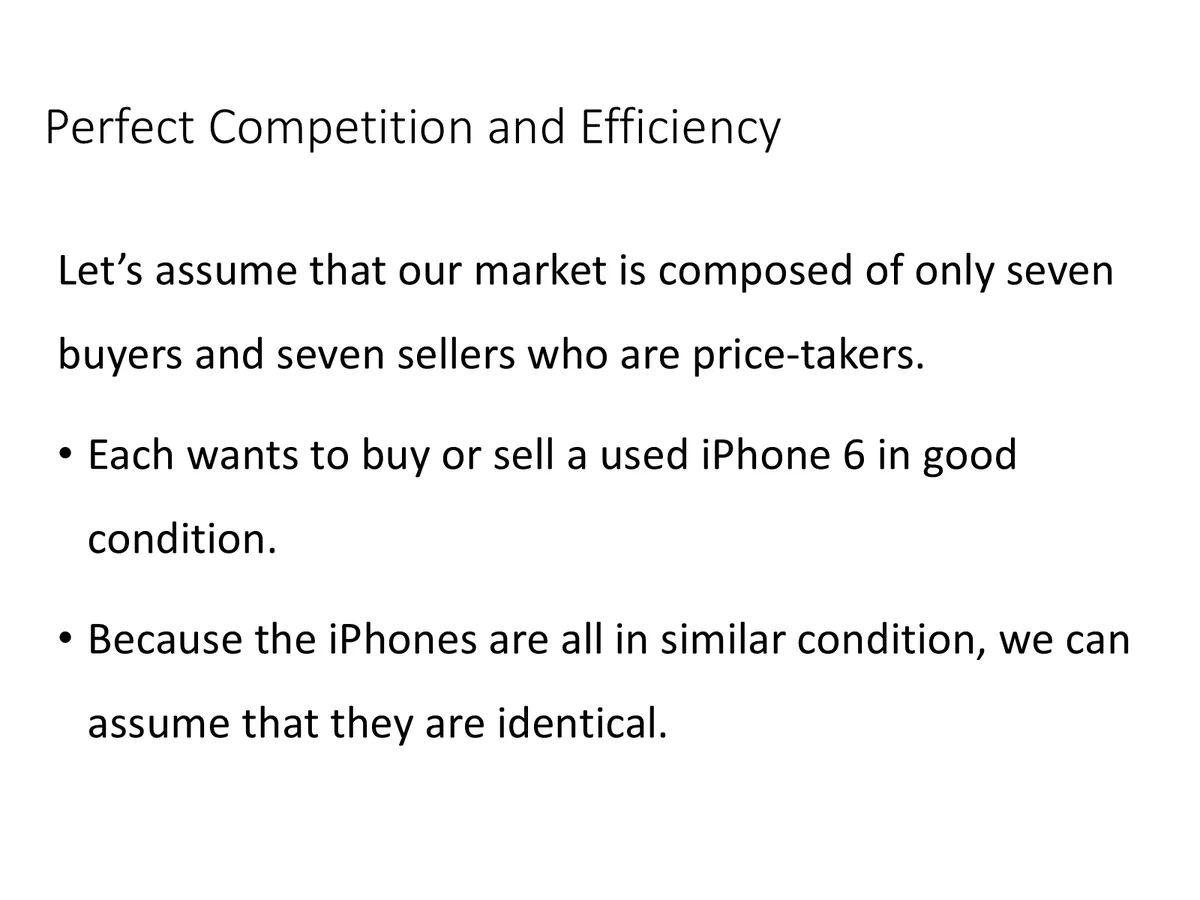 Perfect Competition and Efficiency
Let’s assume that our market is composed of only seven
buyers and seven sellers who are price-takers.
• Each wants to buy or sell a used iPhone 6 in good
condition.
• Because the iPhones are all in similar condition, we can
assume that they are identical.